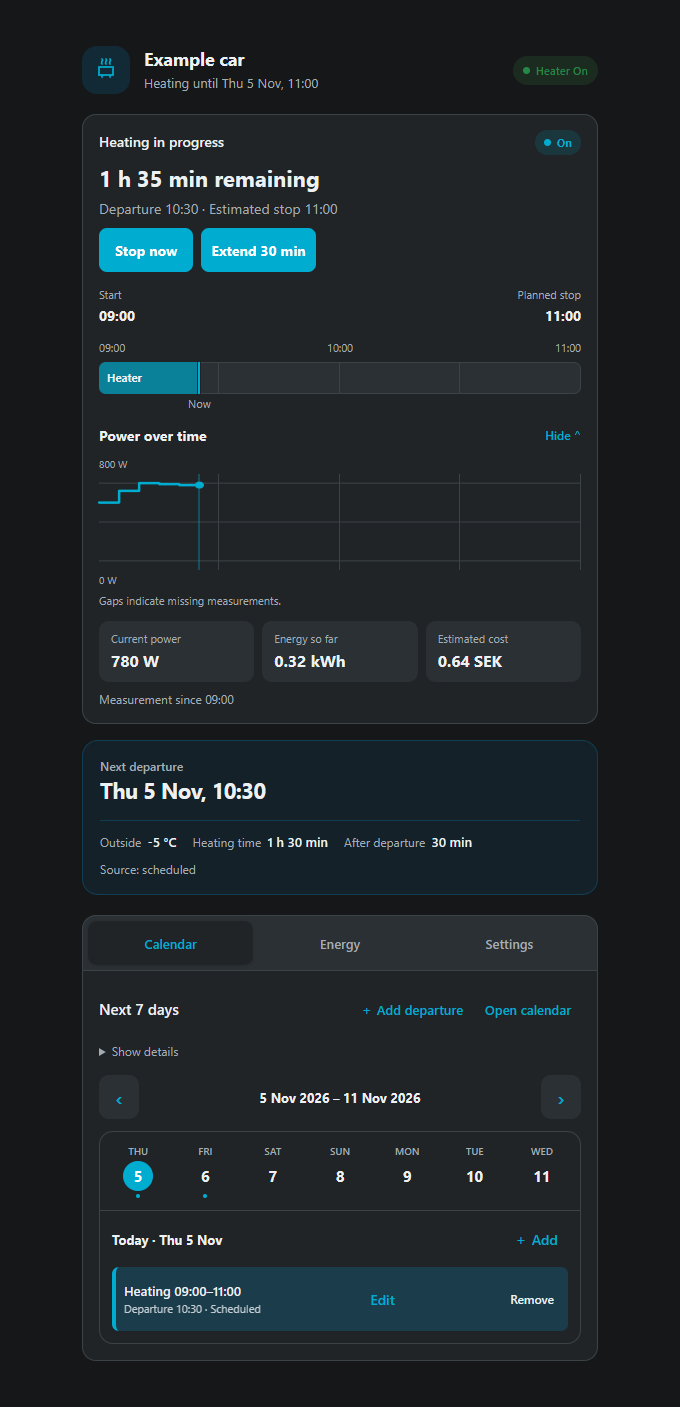 Example car
Heating until Thu 5 Nov, 11:00
Heater On
Heating in progress
On
1 h 35 min remaining
Departure 10:30 · Estimated stop 11:00
Stop now
Extend 30 min
Start
Planned stop
09:00
11:00
09:00
10:00
11:00
Heater
Now
Power over time
Hide ^
800 W
0 W
Gaps indicate missing measurements.
Current power
780 W
Energy so far
0.32 kWh
Estimated cost
0.64 SEK
Measurement since 09:00
Next departure
Thu 5 Nov, 10:30
Outside -5 °C Heating time 1 h 30 min After departure 30 min
Source: scheduled
Calendar
Energy
Settings
Next 7 days
+ Add departure
Open calendar
▶ Show details
‹
5 Nov 2026 – 11 Nov 2026
›
THU FRI SAT SUN MON TUE WED
5 6 7 8 9 10 11
Today · Thu 5 Nov
+ Add
Heating 09:00–11:00
Departure 10:30 · Scheduled
Edit
Remove